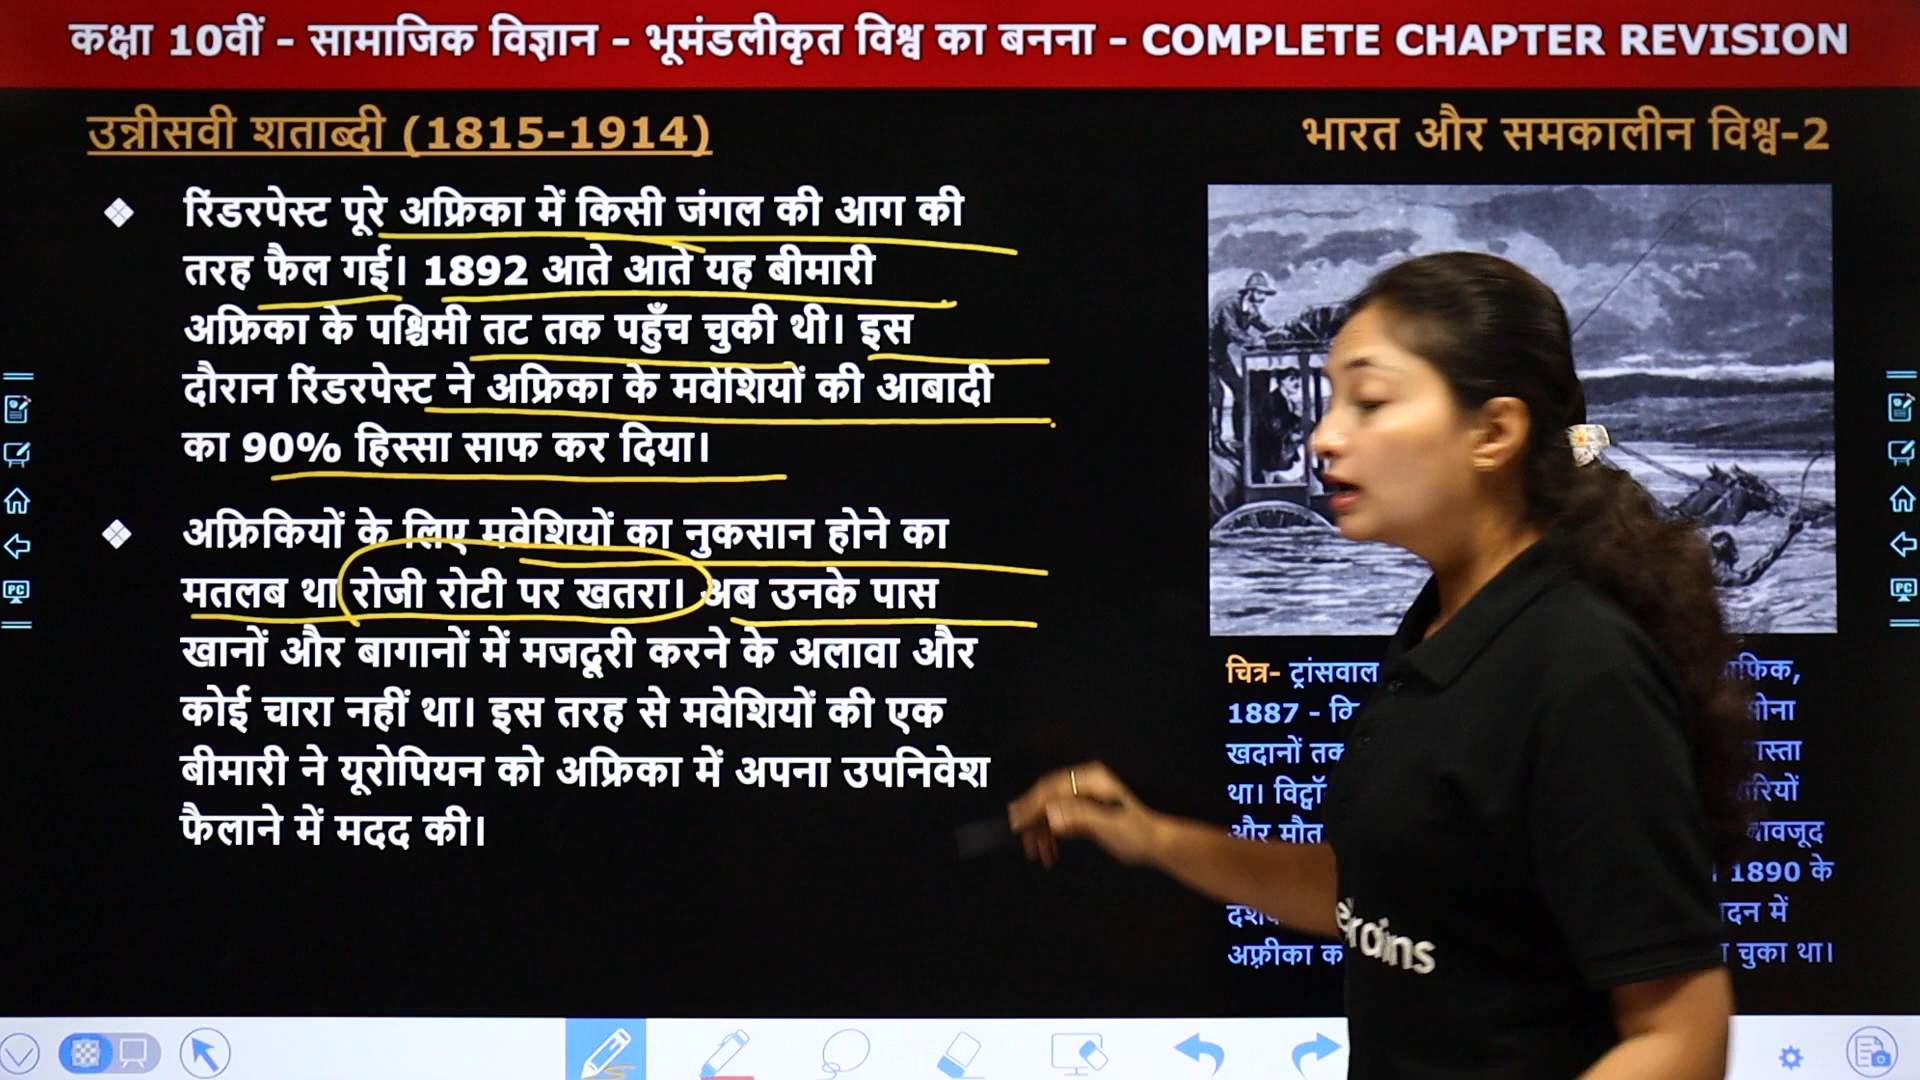 कक्षा 10वीं - सामाजिक विज्ञान - भूमंडलीकृत विश्व का बनना - COMPLETE CHAPTER REVISION
उन्नीसवी शताब्दी (1815-1914)
भारत और समकालीन विश्व-2
रिंडरपेस्ट पूरे अफ्रिका में किसी जंगल की आग की
तरह फैल गई। 1892 आते आते यह बीमारी
अफ्रिका के पश्चिमी तट तक पहुँच चुकी थी। इस
दौरान रिंडरपेस्ट ने अफ्रिका के मवेशियों की आबादी
का 90% हिस्सा साफ कर दिया।
अफ्रिकियों के लिए मवेशियों का नुकसान होने का
मतलब था रोजी रोटी पर खतरा। अब उनके पास
खानों और बागानों में मजदूरी करने के अलावा और
कोई चारा नहीं था। इस तरह से मवेशियों की एक
बीमारी ने यूरोपियन को अफ्रिका में अपना उपनिवेश
फैलाने में मदद की।
चित्र- ट्रांसवाल
1887 -
खदानों तक
था।
और मौत
1890 के
में
अफ़्रीका
चुका था।
PC
PC